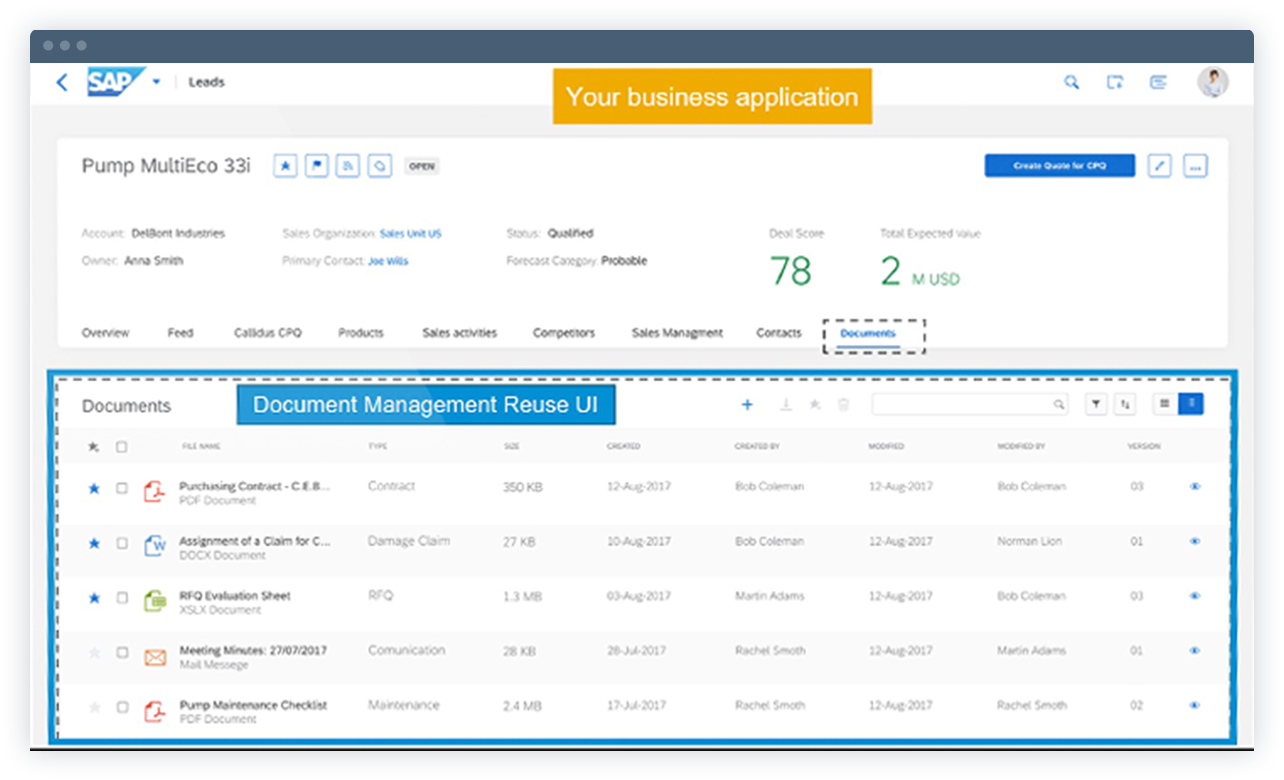 SAP Leads
Your business application
Pump MultiEco 33i OPEN Create Quote for CPQ ...
Account: DelBont Industries Sales Organization: Sales Unit US Status: Qualified Deal Score Total Expected Value
Owner: Anna Smith Primary Contact: Joe Wills Forecast Category: Probable 78 2 M USD
Overview Feed Callidus CPQ Products Sales activities Competitors Sales Managment Contacts Documents
Documents Document Management Reuse UI
FILE NAME TYPE SIZE CREATED CREATED BY MODIFIED MODIFIED BY VERSION
Purchasing Contract - C.E.B... Contract 350 KB 12-Aug-2017 Bob Coleman 12-Aug-2017 Bob Coleman 03
PDF Document
W Assignment of a Claim for C... Damage Claim 27 KB 10-Aug-2017 Bob Coleman 12-Aug-2017 Norman Lion 01
DOCX Document
RFQ Evaluation Sheet RFQ 1.3 MB 03-Aug-2017 Martin Adams 12-Aug-2017 Bob Coleman 03
XSLX Document
Meeting Minutes: 27/07/2017 Comunication 28 KB 28-Jul-2017 Rachel Smoth 12-Aug-2017 Martin Adams 01
Mail Messege
Pump Maintenance Checklist Maintenance 2.4 MB 17-Jul-2017 Rachel Smoth 12-Aug-2017 Rachel Smoth 02
PDF Document